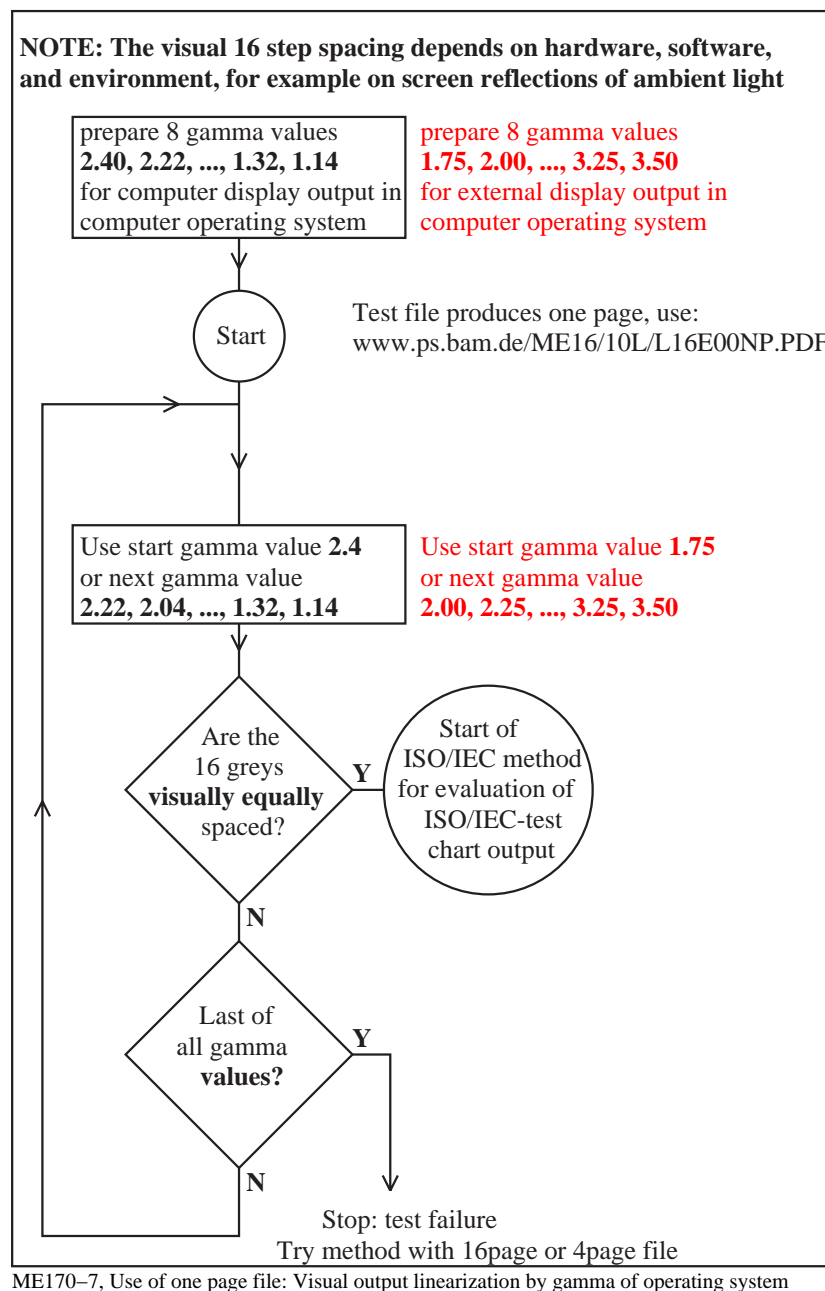 NOTE: The visual 16 step spacing depends on hardware, software,
and environment, for example on screen reflections of ambient light
prepare 8 gamma values
2.40, 2.22, ..., 1.32, 1.14
for computer display output in
computer operating system
prepare 8 gamma values
1.75, 2.00, ..., 3.25, 3.50
for external display output in
computer operating system
Start
Test file produces one page, use:
www.ps.bam.de/ME16/10L/L16E00NP.PDF
Use start gamma value 2.4
or next gamma value
2.22, 2.04, ..., 1.32, 1.14
Use start gamma value 1.75
or next gamma value
2.00, 2.25, ..., 3.25, 3.50
Are the
16 greys
visually equally
spaced?
Y
Start of
ISO/IEC method
for evaluation of
ISO/IEC-test
chart output
N
Last of
all gamma
values?
Y
N
Stop: test failure
Try method with 16page or 4page file
ME170–7, Use of one page file: Visual output linearization by gamma of operating system